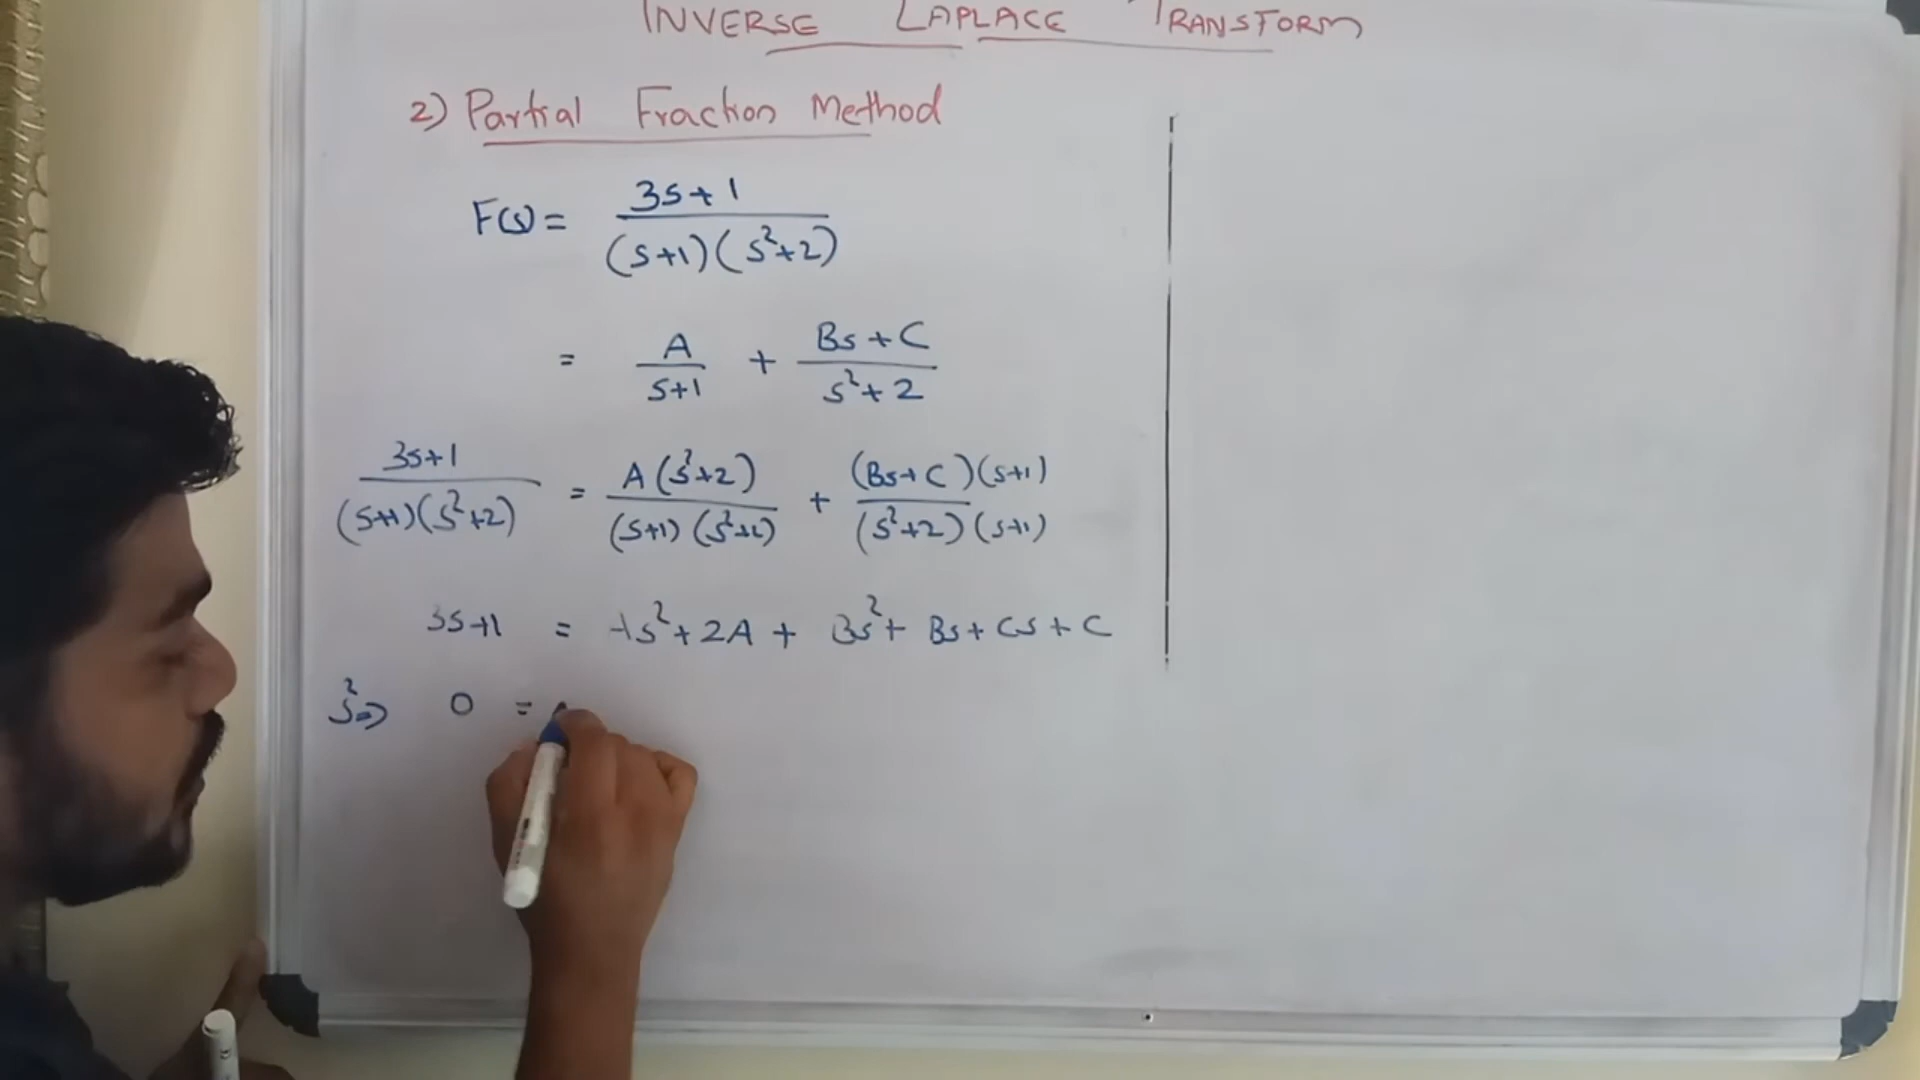 INVERSE LAPLACE TRANSFORM
2) Partial Fraction Method
F(s) = 3s+1 / (s+1)(s²+2)
= A / s+1 + Bs+C / s²+2
3s+1 / (s+1)(s²+2) = A(s²+2) / (s+1)(s²+2) + (Bs+C)(s+1) / (s²+2)(s+1)
3s+1 = As²+2A + Bs²+ Bs+Cs+C
s²⇒ 0 =